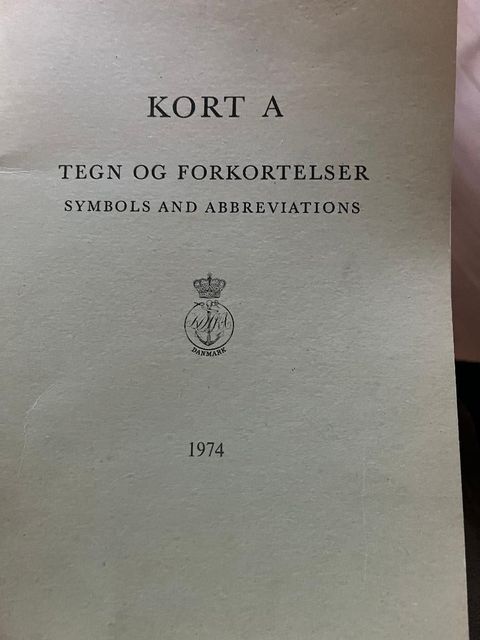 KORT A
TEGN OG FORKORTELSER
SYMBOLS AND ABBREVIATIONS
DANMARK
1974